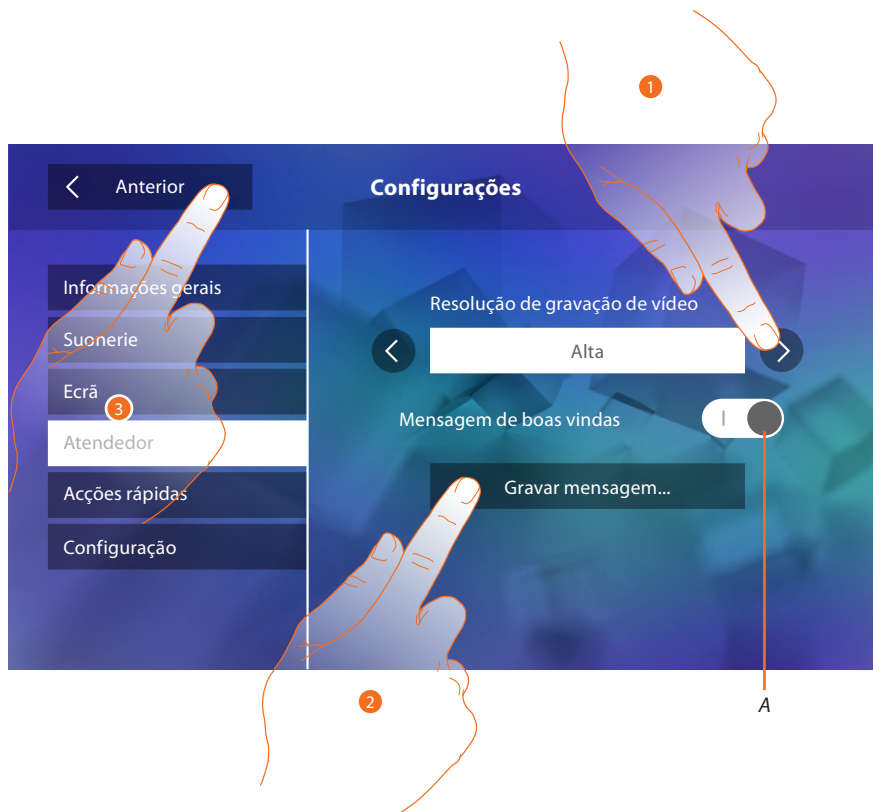 1
Anterior
Configurações
Informações gerais
Suonerie
Ecrã
3
Atendedor
Acções rápidas
Configuração
Resolução de gravação de vídeo
Alta
Mensagem de boas vindas
I
Gravar mensagem...
2
A